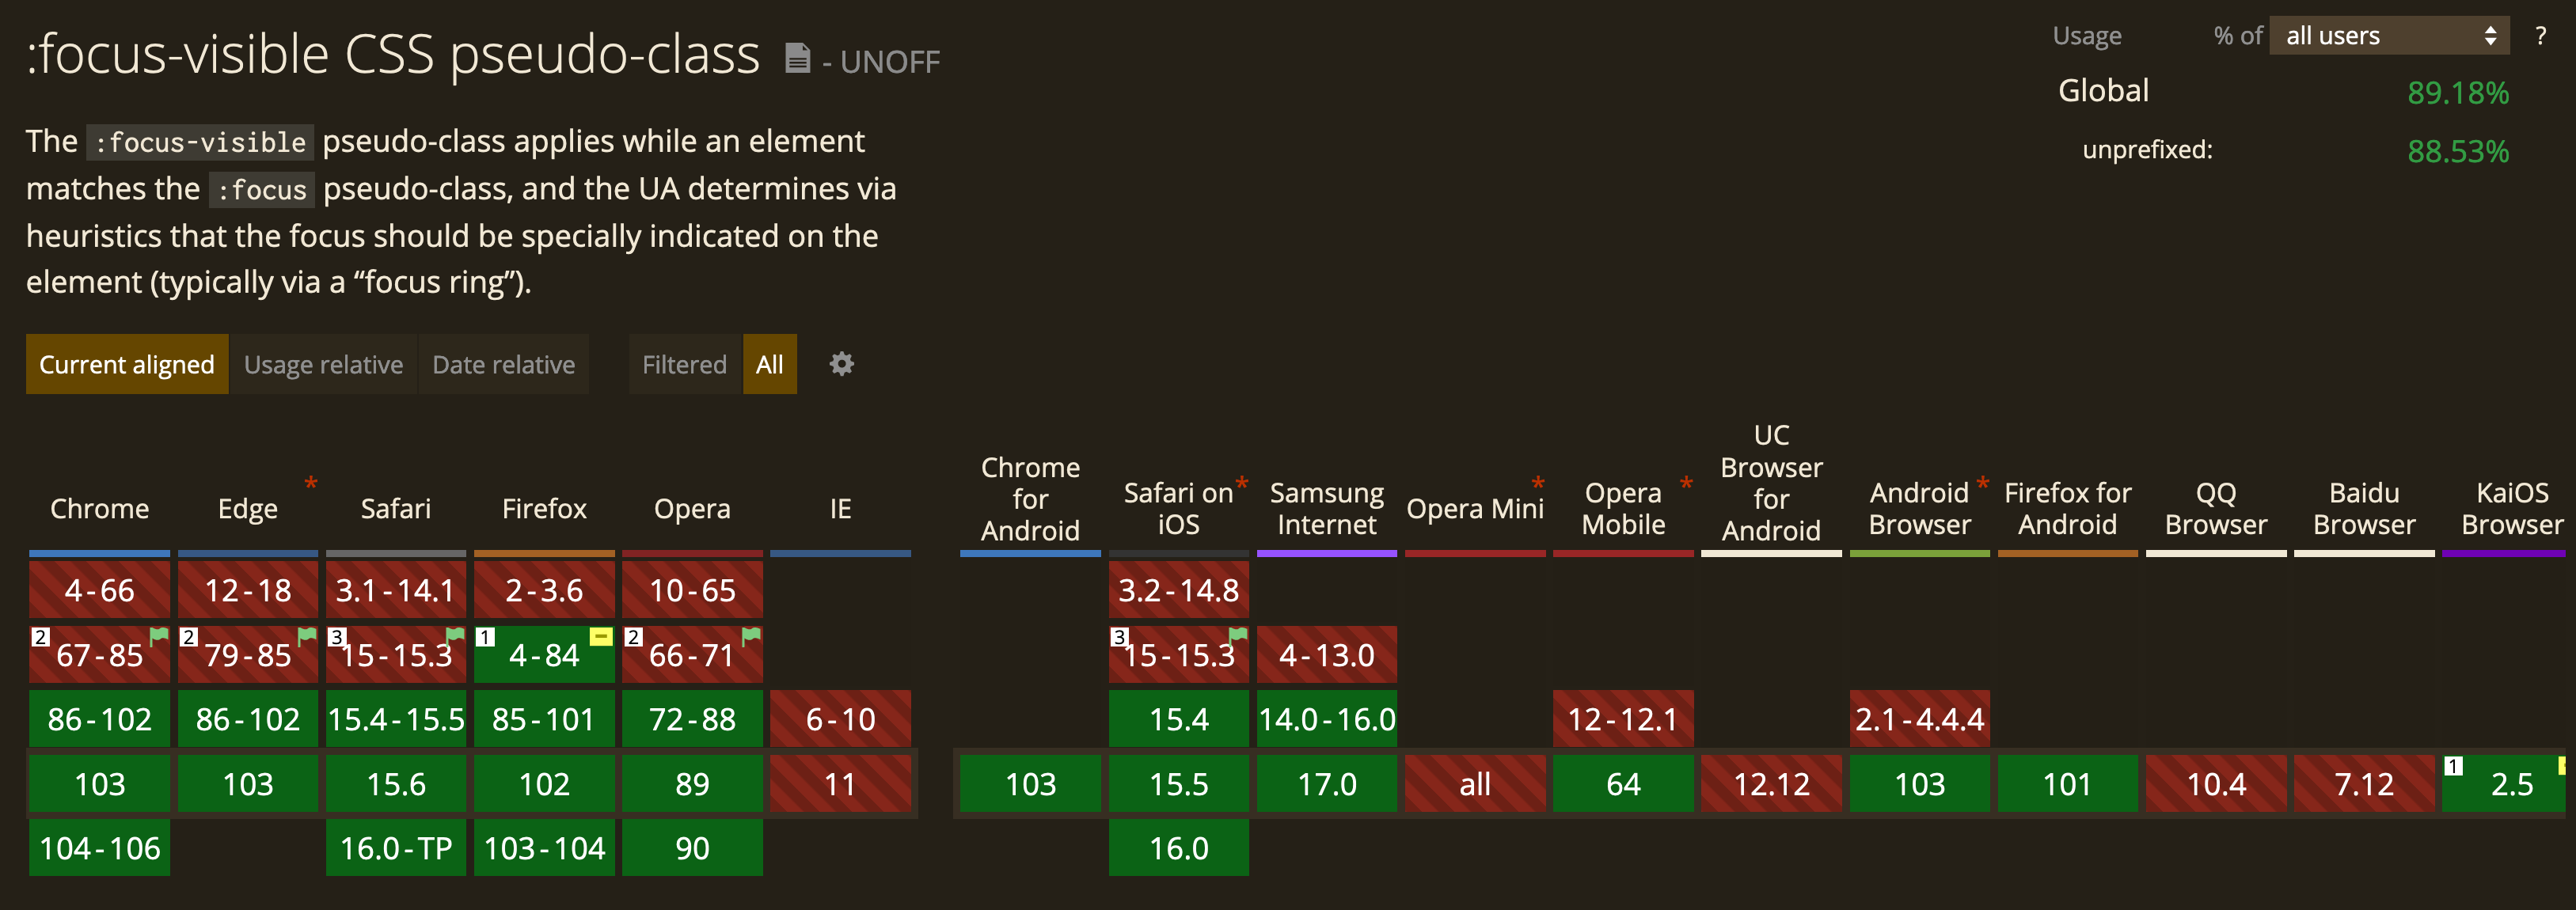 :focus-visible CSS pseudo-class - UNOFF
Usage % of all users ?
Global 89.18%
unprefixed: 88.53%
The :focus-visible pseudo-class applies while an element
matches the :focus pseudo-class, and the UA determines via
heuristics that the focus should be specially indicated on the
element (typically via a “focus ring”).
Current aligned Usage relative Date relative Filtered All
Chrome
Edge *
Safari
Firefox
Opera
IE
Chrome
for
Android
Safari on *
iOS
Samsung
Internet
Opera Mini *
Opera *
Mobile
UC
Browser
for
Android
Android *
Browser
Firefox for
Android
QQ
Browser
Baidu
Browser
KaiOS
Browser
4-66 12-18 3.1-14.1 2-3.6 10-65 3.2-14.8
2 67-85 2 79-85 3 15-15.3 1 4-84 2 66-71 3 15-15.3 4-13.0
86-102 86-102 15.4-15.5 85-101 72-88 6-10 15.4 14.0-16.0 12-12.1 2.1-4.4.4
103 103 15.6 102 89 11 103 15.5 17.0 all 64 12.12 103 101 10.4 7.12 1 2.5
104-106 16.0-TP 103-104 90 16.0